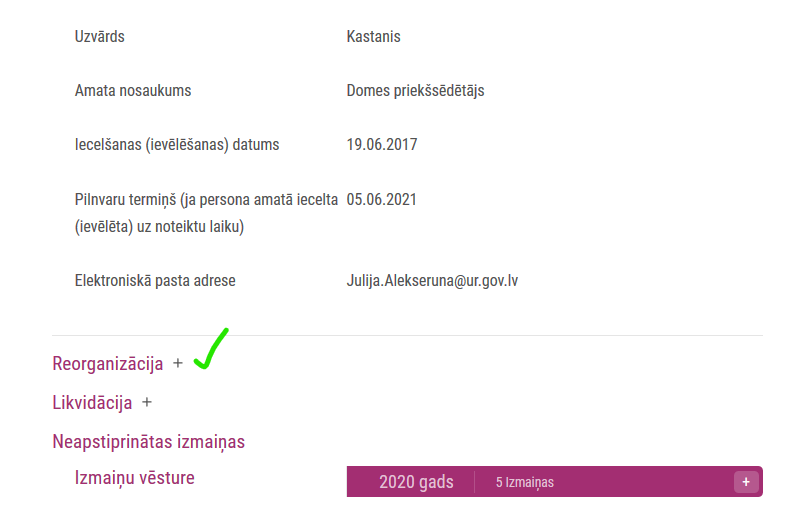 Uzvārds Kastanis
Amata nosaukums Domes priekšsēdētājs
Iecelšanas (ievēlēšanas) datums 19.06.2017
Pilnvaru termiņš (ja persona amatā iecelta 05.06.2021
(ievēlēta) uz noteiktu laiku)
Elektroniskā pasta adrese Julija.Alekseruna@ur.gov.lv
Reorganizācija +
Likvidācija +
Neapstiprinātas izmaiņas
Izmaiņu vēsture 2020 gads 5 Izmaiņas +